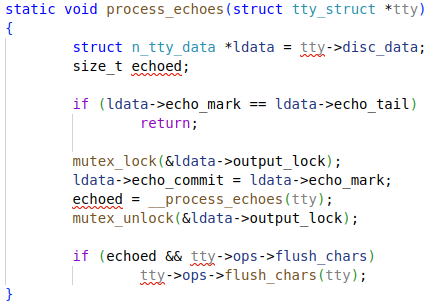 static void process_echoes(struct tty_struct *tty)
{
        struct n_tty_data *ldata = tty->disc_data;
        size_t echoed;

        if (ldata->echo_mark == ldata->echo_tail)
                return;

        mutex_lock(&ldata->output_lock);
        ldata->echo_commit = ldata->echo_mark;
        echoed = __process_echoes(tty);
        mutex_unlock(&ldata->output_lock);

        if (echoed && tty->ops->flush_chars)
                tty->ops->flush_chars(tty);
}